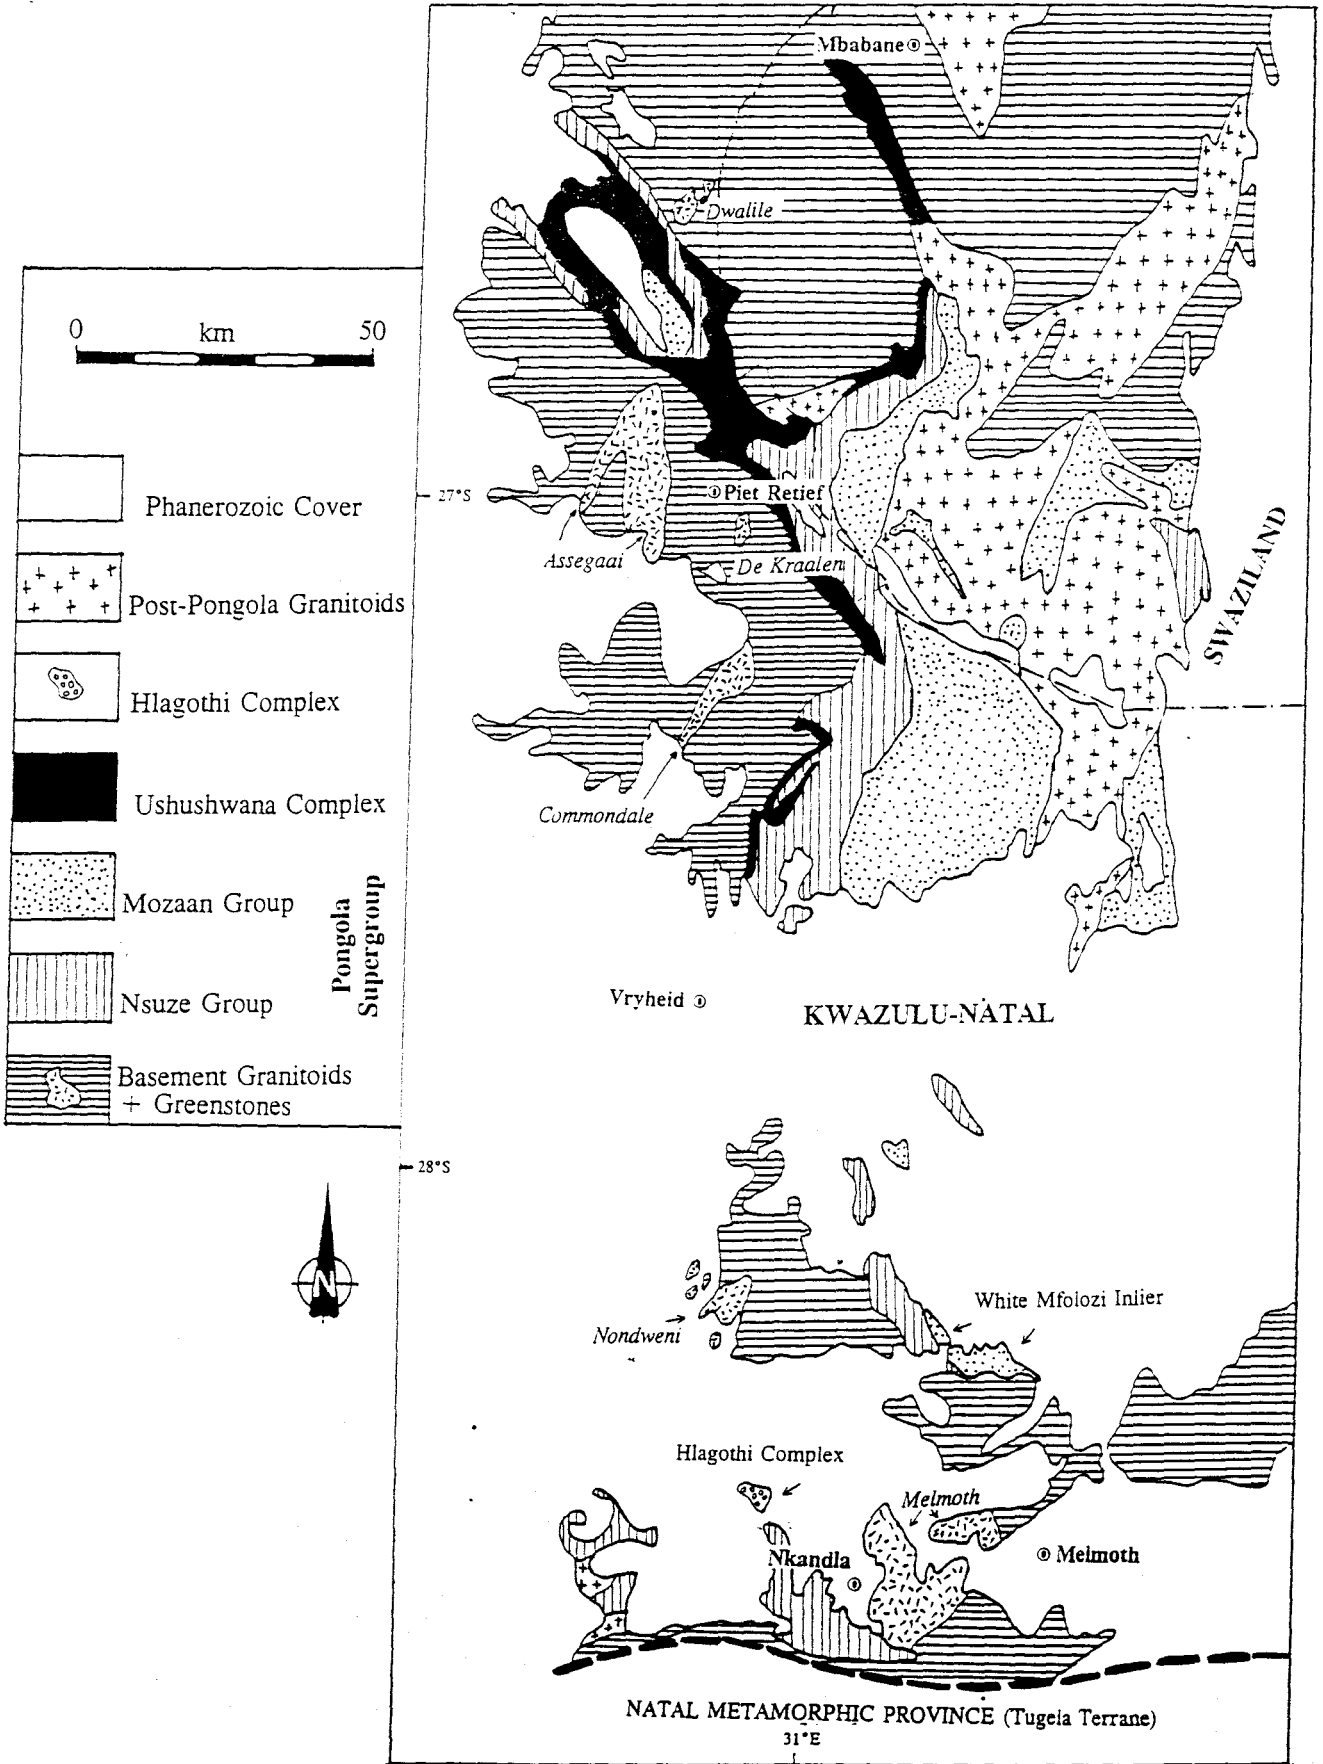 Mbabane
Dwalile
0 km 50
Phanerozoic Cover
27°S
Piet Retief
Assegaai
De Kraalen
Post-Pongola Granitoids
SWAZILAND
Hlagothi Complex
Ushushwana Complex
Commondale
Mozaan Group
Pongola
Supergroup
Nsuze Group
Vryheid
KWAZULU-NATAL
Basement Granitoids
+ Greenstones
28°S
N
White Mfolozi Inlier
Nondweni
Hlagothi Complex
Melmoth
Nkandla
Melmoth
NATAL METAMORPHIC PROVINCE (Tugela Terrane)
31°E